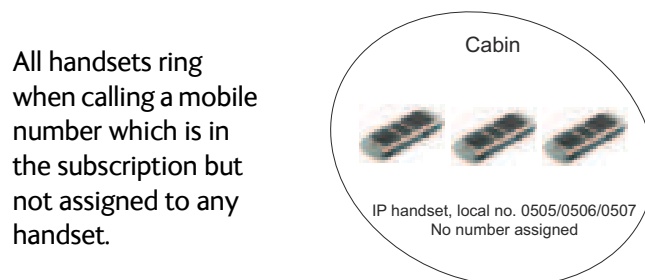 All handsets ring
when calling a mobile
number which is in
the subscription but
not assigned to any
handset.
Cabin
IP handset, local no. 0505/0506/0507
No number assigned